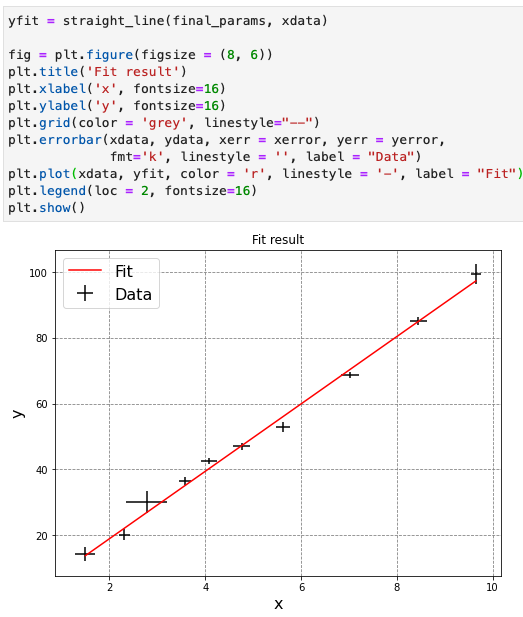 yfit = straight_line(final_params, xdata)
fig = plt.figure(figsize = (8, 6))
plt.title('Fit result')
plt.xlabel('x', fontsize=16)
plt.ylabel('y', fontsize=16)
plt.grid(color = 'grey', linestyle="--")
plt.errorbar(xdata, ydata, xerr = xerror, yerr = yerror,
fmt='k', linestyle = '', label = "Data")
plt.plot(xdata, yfit, color = 'r', linestyle = '-', label = "Fit")
plt.legend(loc = 2, fontsize=16)
plt.show()
Fit result
Fit
Data
100
80
60
40
20
y
2 4 6 8 10
x